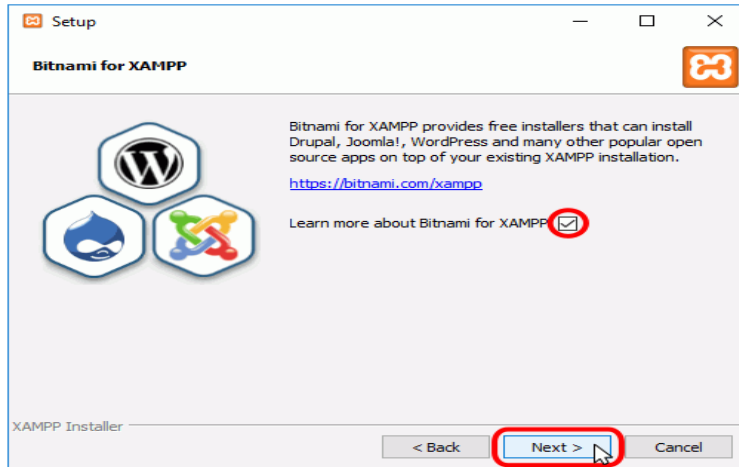 Setup
Bitnami for XAMPP
Bitnami for XAMPP provides free installers that can install
Drupal, Joomla!, WordPress and many other popular open
source apps on top of your existing XAMPP installation.
https://bitnami.com/xampp
Learn more about Bitnami for XAMPP
XAMPP Installer
< Back Next > Cancel